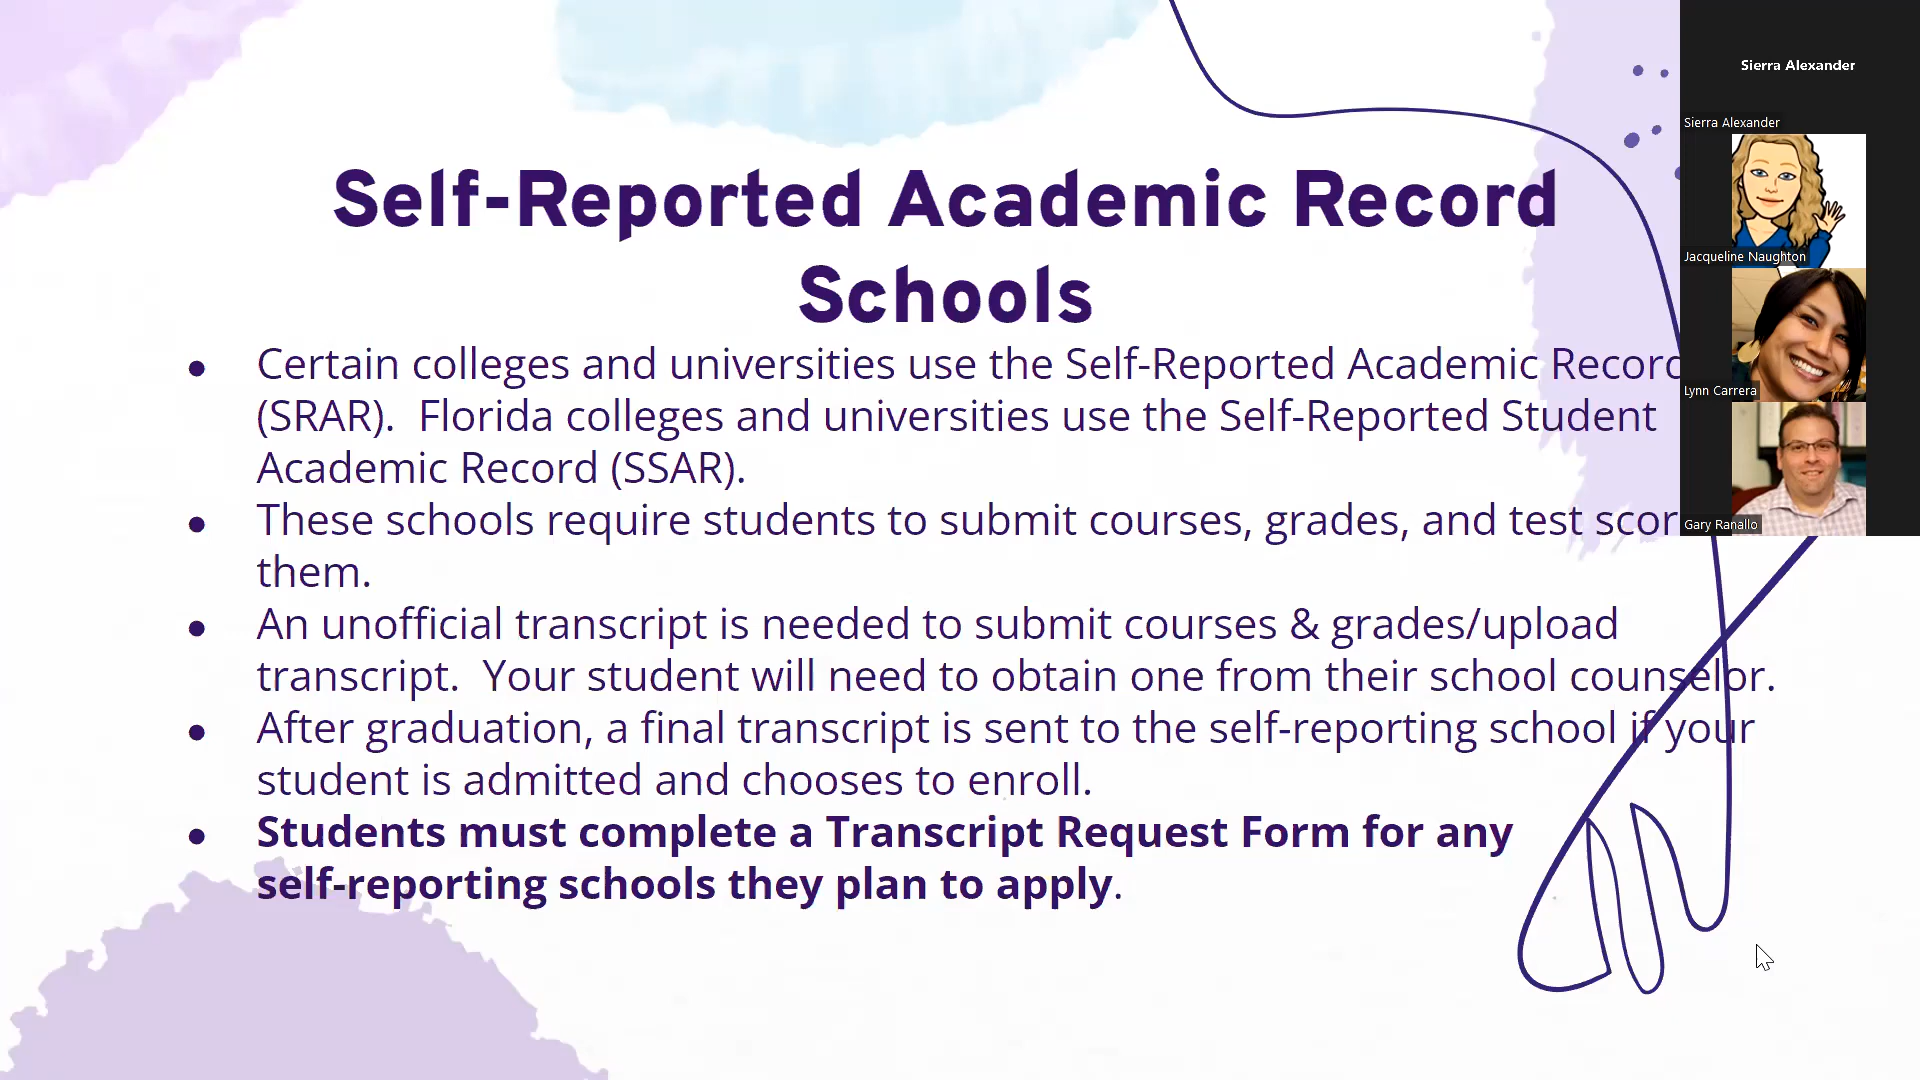 Self-Reported Academic Record
Schools
Certain colleges and universities use the Self-Reported Academic Record
(SRAR).  Florida colleges and universities use the Self-Reported Student
Academic Record (SSAR).
These schools require students to submit courses, grades, and test scor
them.
An unofficial transcript is needed to submit courses & grades/upload
transcript.  Your student will need to obtain one from their school counselor.
After graduation, a final transcript is sent to the self-reporting school if your
student is admitted and chooses to enroll.
Students must complete a Transcript Request Form for any
self-reporting schools they plan to apply.
Sierra Alexander
Sierra Alexander
Jacqueline Naughton
Lynn Carrera
Gary Ranallo